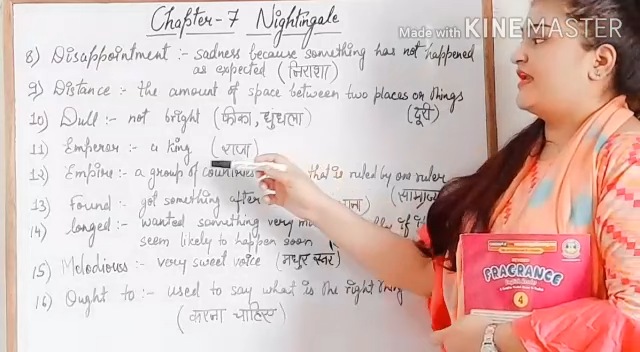 Chapter-7 Nightingale
Made with KINEMASTER
8) Disappointment :- sadness because something has not happened
as expected (निराशा)
9) Distance :- the amount of space between two places or things
(दूरी)
10) Dull :- not bright (फीका, धुंधला)
11) Emperor :- a king (राजा)
12) Empire :- a group of countries that is ruled by one ruler
(साम्राज्य)
13) Found :- got something after
14) longed :- wanted something very
seem likely to happen soon
15) Melodious :- very sweet voice (मधुर स्वर)
16) Ought to :- used to say what is the right thing
(करना चाहिए)
FRAGRANCE
4